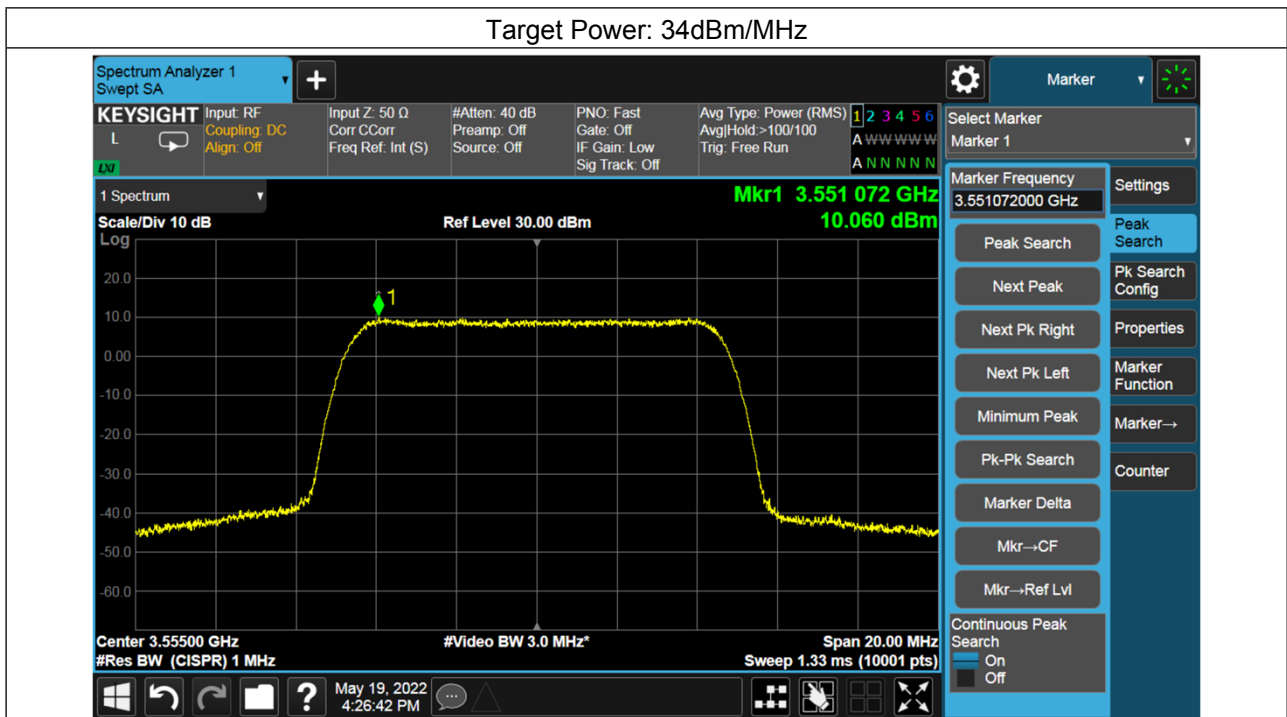 Target Power: 34dBm/MHz
Spectrum Analyzer 1
Swept SA
Marker
KEYSIGHT
L
LXI
Input: RF
Coupling: DC
Align: Off
Input Z: 50 Ω
Corr CCorr
Freq Ref: Int (S)
#Atten: 40 dB
Preamp: Off
Source: Off
PNO: Fast
Gate: Off
IF Gain: Low
Sig Track: Off
Avg Type: Power (RMS)
Avg|Hold:>100/100
Trig: Free Run
1 2 3 4 5 6
A W W W W W
A N N N N N
Select Marker
Marker 1
1 Spectrum
Scale/Div 10 dB
Log
Ref Level 30.00 dBm
Mkr1 3.551 072 GHz
10.060 dBm
1
20.0
10.0
0.00
-10.0
-20.0
-30.0
-40.0
-50.0
-60.0
Center 3.55500 GHz
#Res BW (CISPR) 1 MHz
#Video BW 3.0 MHz*
Span 20.00 MHz
Sweep 1.33 ms (10001 pts)
Marker Frequency
3.551072000 GHz
Peak Search
Next Peak
Next Pk Right
Next Pk Left
Minimum Peak
Pk-Pk Search
Marker Delta
Mkr→CF
Mkr→Ref Lvl
Continuous Peak
Search
On
Off
Settings
Peak
Search
Pk Search
Config
Properties
Marker
Function
Marker→
Counter
?
May 19, 2022
4:26:42 PM